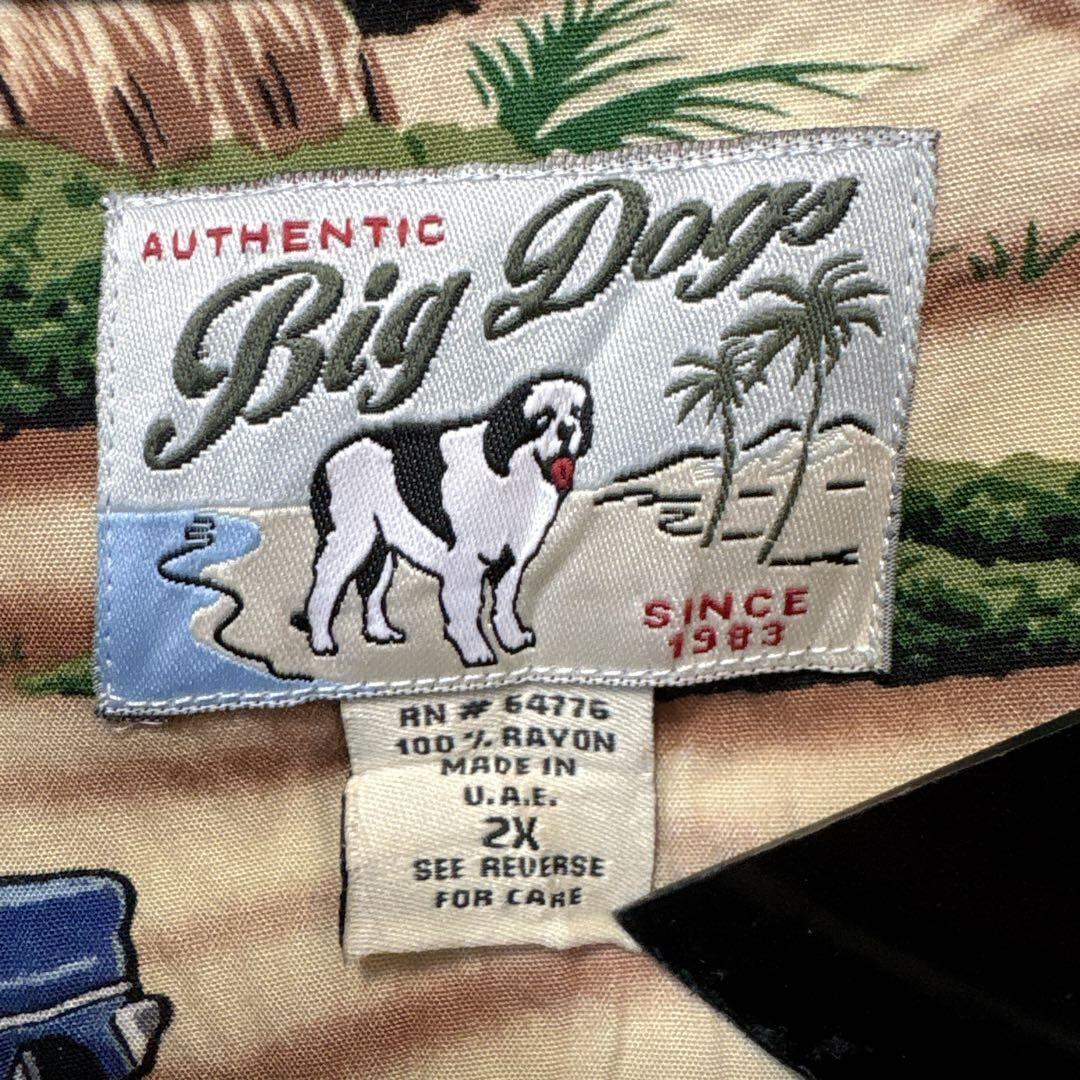 AUTHENTIC
Big Dogs
SINCE
1983
RN # 64776
100% RAYON
MADE IN
U.A.E.
2X
SEE REVERSE
FOR CARE